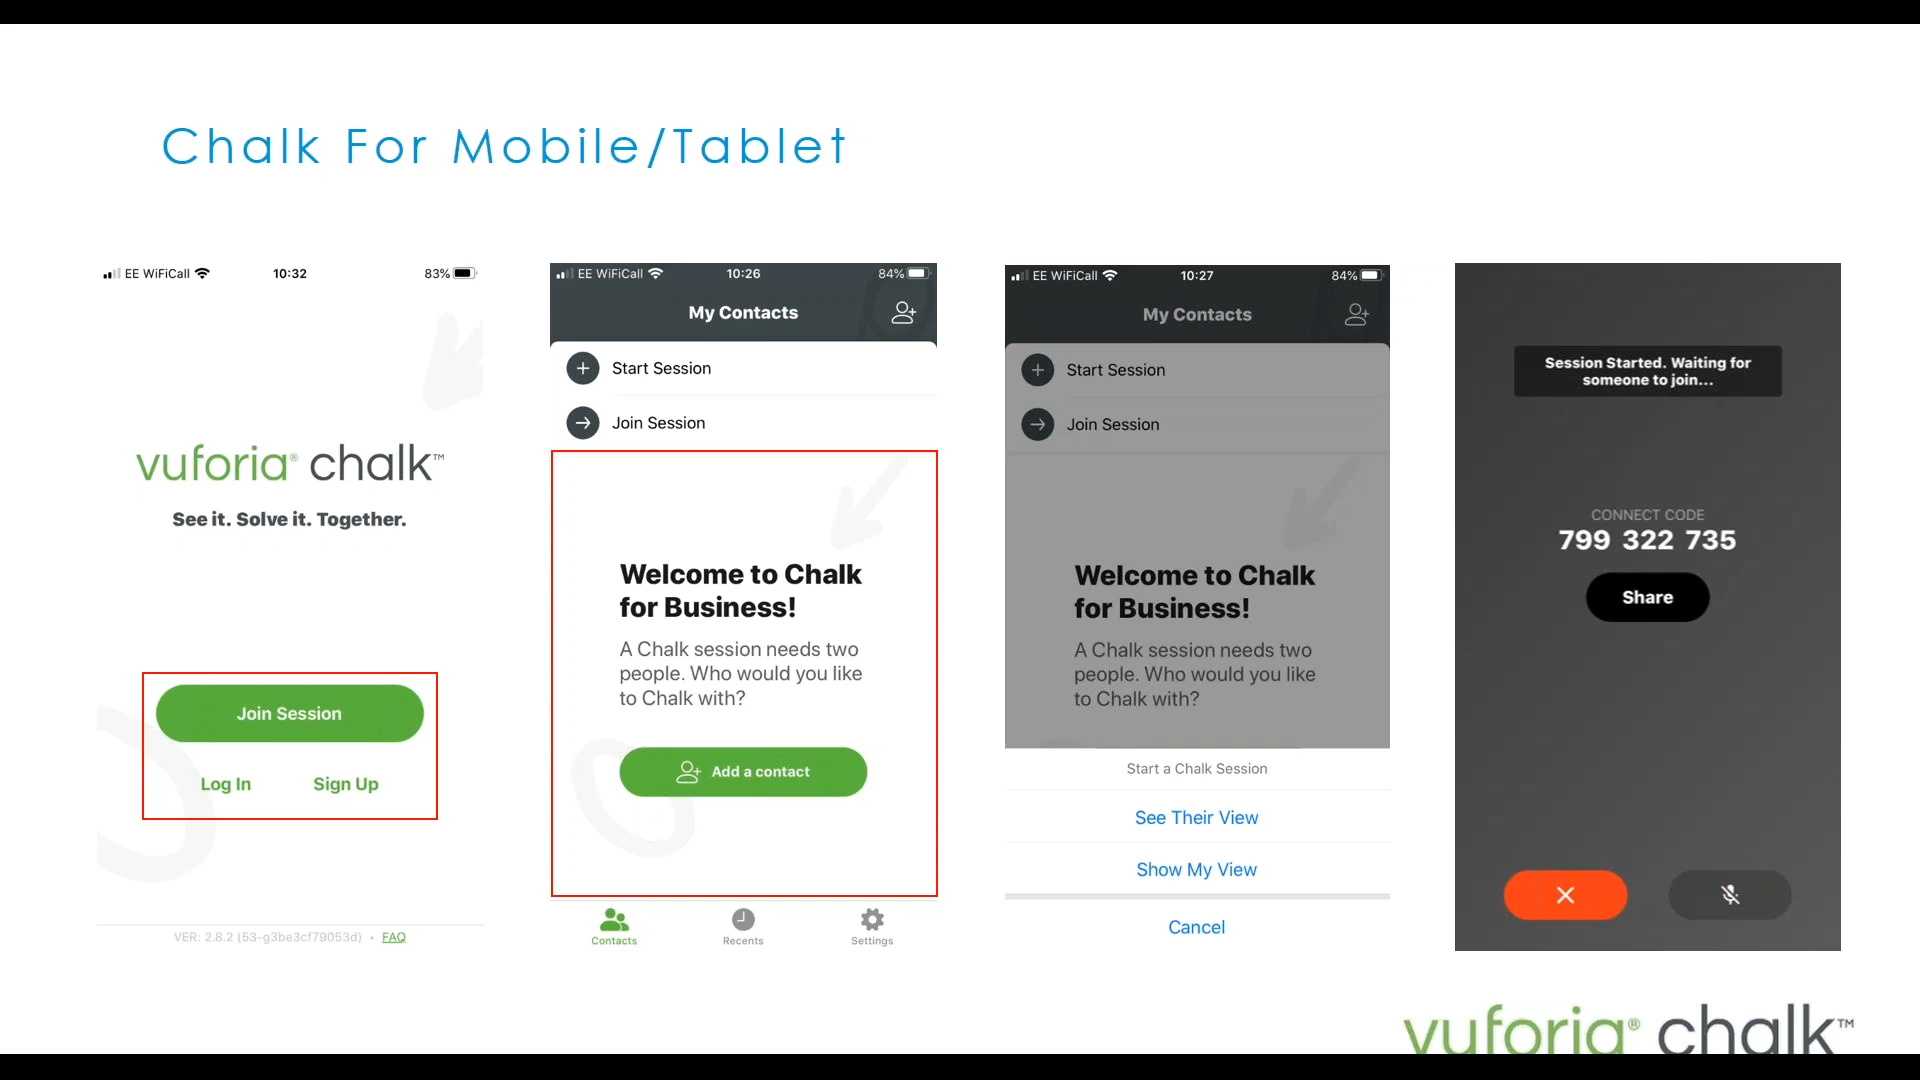 Chalk For Mobile/Tablet
EE WiFiCall 10:32 83%
vuforia® chalk™
See it. Solve it. Together.
Join Session
Log In Sign Up
VER: 2.8.2 (53-g3be3cf79053d) • FAQ
EE WiFiCall 10:26 84%
My Contacts
Start Session
Join Session
Welcome to Chalk
for Business!
A Chalk session needs two
people. Who would you like
to Chalk with?
Add a contact
Contacts Recents Settings
EE WiFiCall 10:27 84%
My Contacts
Start Session
Join Session
Welcome to Chalk
for Business!
A Chalk session needs two
people. Who would you like
to Chalk with?
Start a Chalk Session
See Their View
Show My View
Cancel
Session Started. Waiting for
someone to join...
CONNECT CODE
799 322 735
Share
vuforia® chalk™